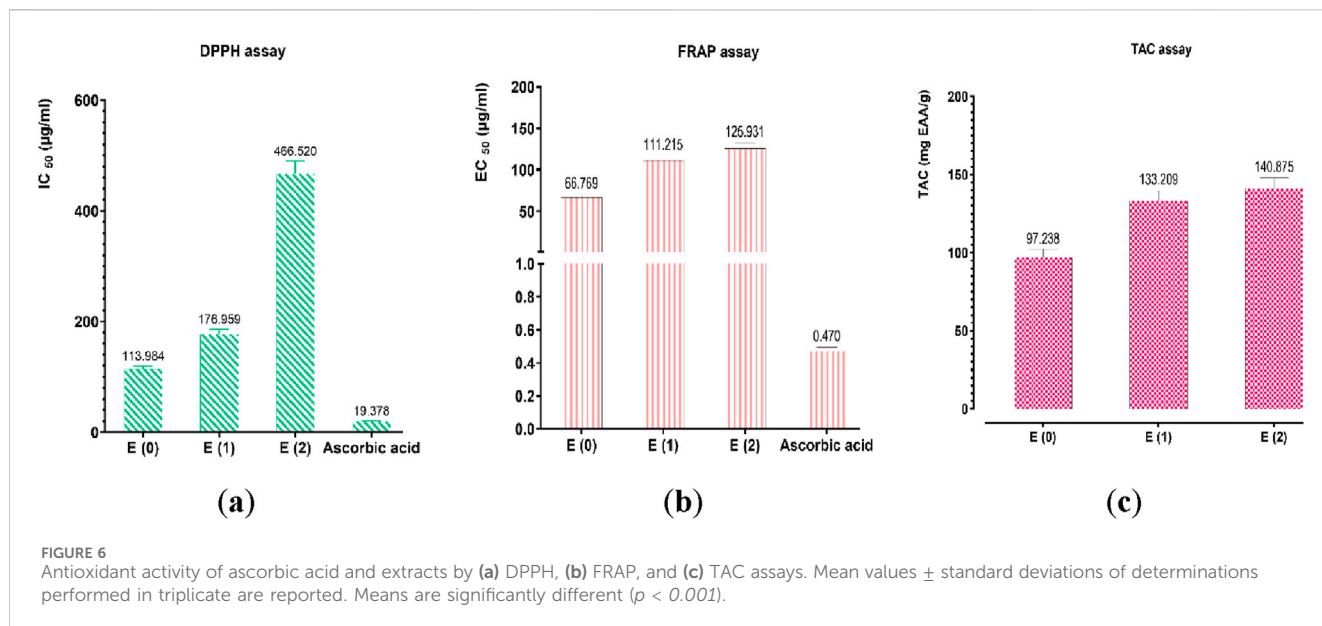 DPPH assay
IC 50 (µg/ml)
600
400
200
0
113.984
176.959
466.520
19.378
E (0) E (1) E (2) Ascorbic acid
(a)
FRAP assay
EC 50 (µg/ml)
200
150
100
50
1.0
0.8
0.6
0.4
0.2
0.0
66.769
111.215
126.931
0.470
E (0) E (1) E (2) Ascorbic acid
(b)
TAC assay
TAC (mg EAA/g)
200
150
100
50
0
97.238
133.209
140.875
E (0) E (1) E (2)
(c)
FIGURE 6
Antioxidant activity of ascorbic acid and extracts by (a) DPPH, (b) FRAP, and (c) TAC assays. Mean values ± standard deviations of determinations
performed in triplicate are reported. Means are significantly different (p < 0.001).